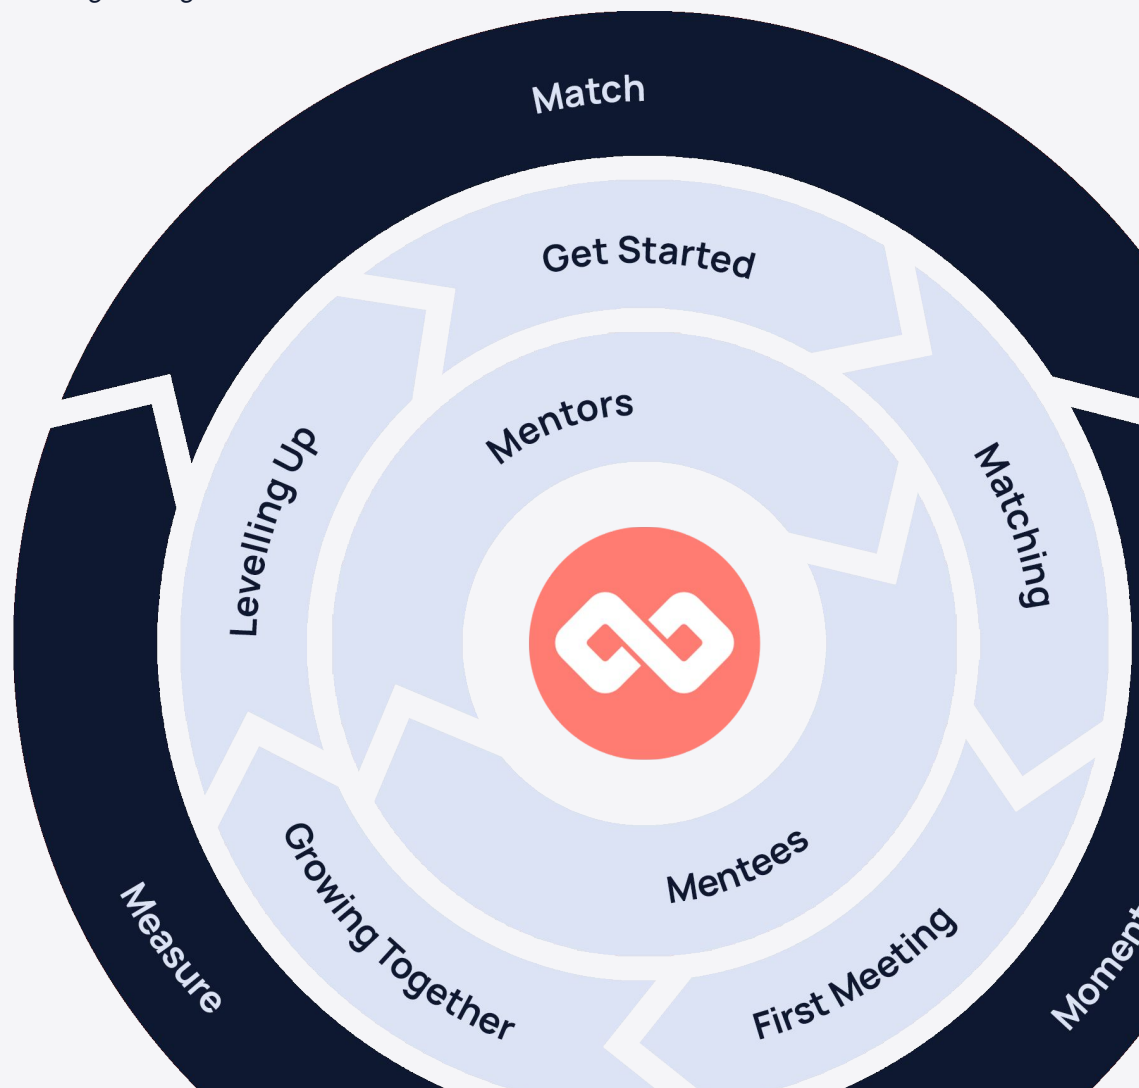 Match
Get Started
Mentors
Levelling Up
Matching
Mentees
Growing Together
First Meeting
Measure